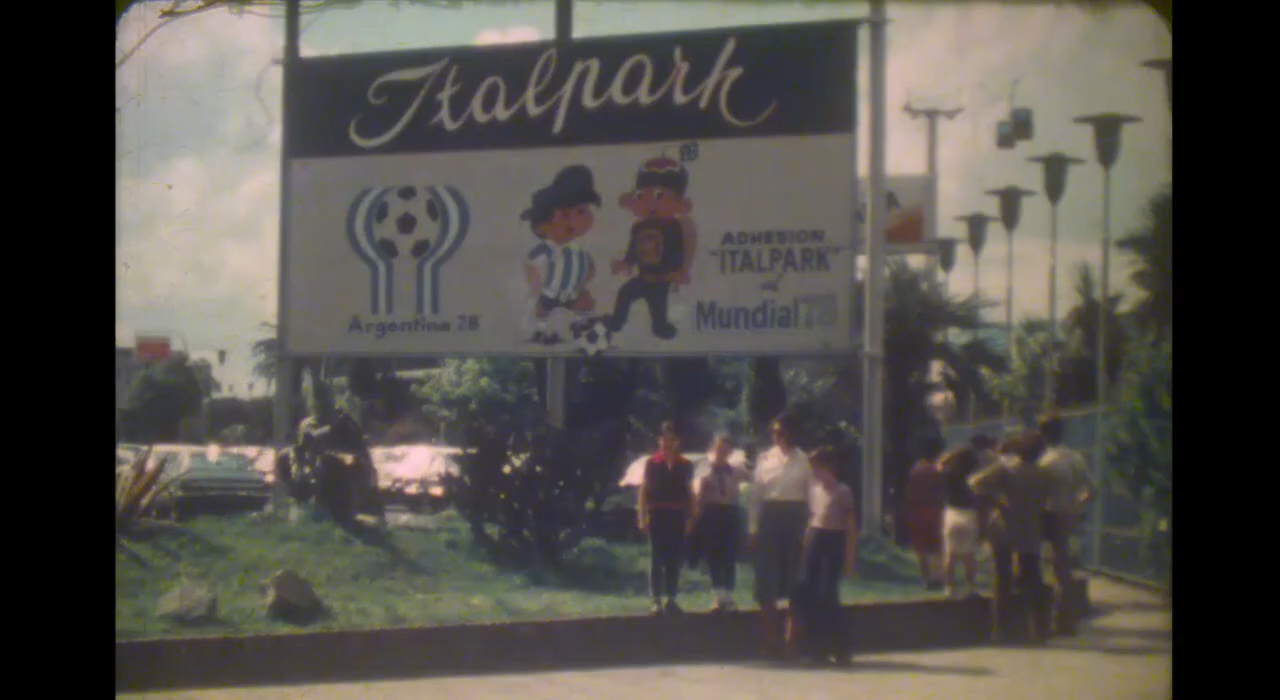 Italpark
Argentina 78
ADHESION
"ITALPARK"
Mundial 78